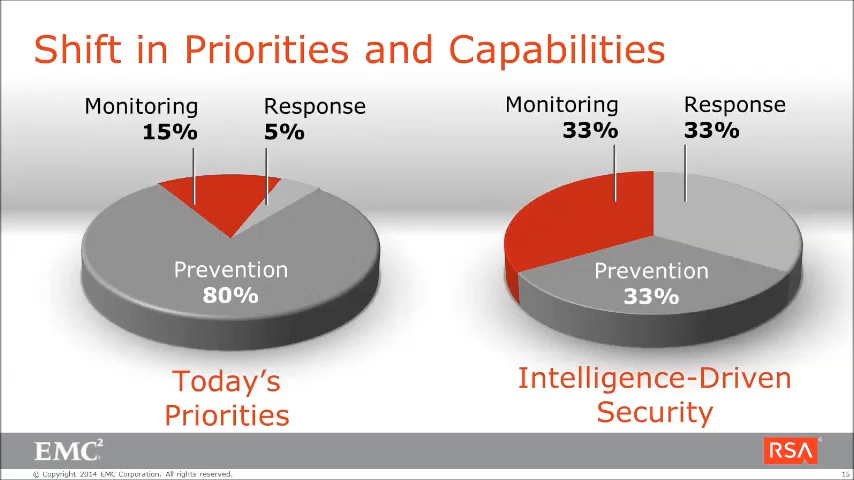 Shift in Priorities and Capabilities
Monitoring
15%
Response
5%
Prevention
80%
Today's
Priorities
Monitoring
33%
Response
33%
Prevention
33%
Intelligence-Driven
Security
EMC²
RSA
© Copyright 2014 EMC Corporation. All rights reserved.
15